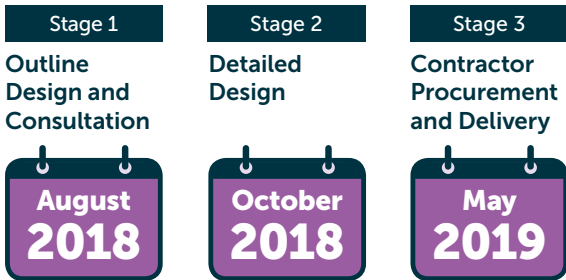 Stage 1
Outline
Design and
Consultation
August
2018
Stage 2
Detailed
Design
October
2018
Stage 3
Contractor
Procurement
and Delivery
May
2019